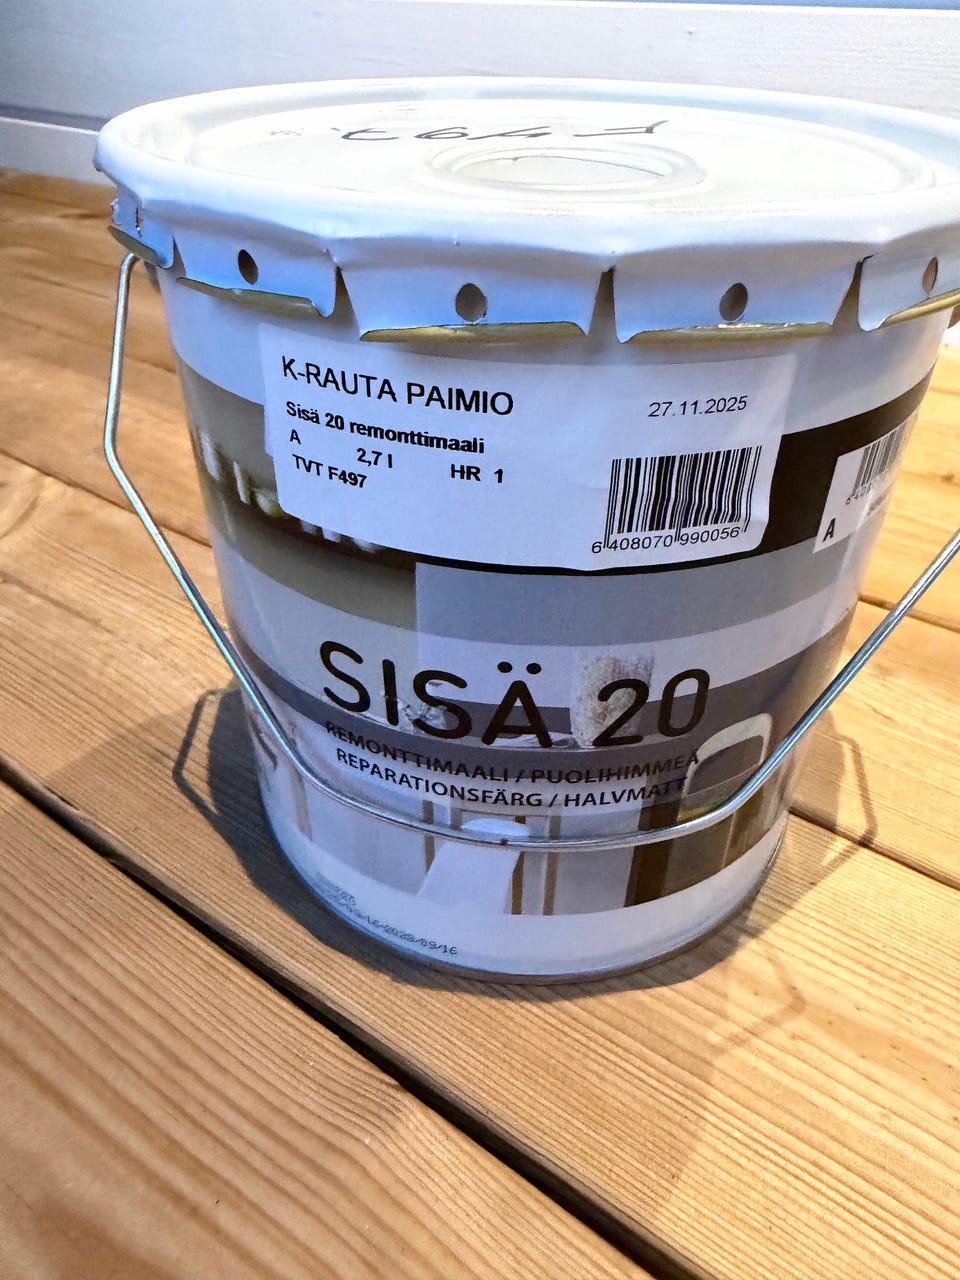 F497
K-RAUTA PAIMIO
27.11.2025
Sisä 20 remonttimaali
A
2,7 l
HR 1
TVT F497
6 408070 990056
A
SISÄ 20
REMONTTIMAALI / PUOLIHIMMEÄ
REPARATIONSFÄRG / HALVMATT